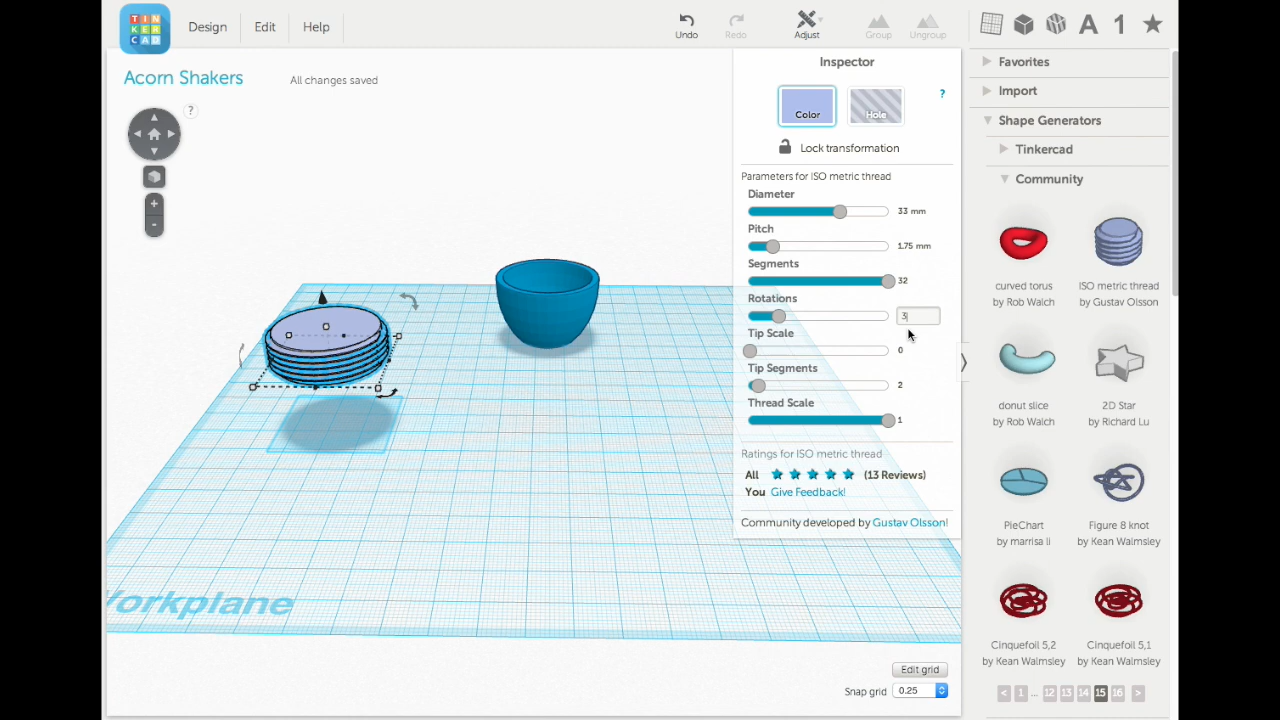 TIN
KER
CAD
Design
Edit
Help
Undo
Redo
Adjust
Group
Ungroup
A
1
Acorn Shakers
All changes saved
?
+
-
Workplane
Inspector
Color
Hole
?
Lock transformation
Parameters for ISO metric thread
Diameter
33 mm
Pitch
1.75 mm
Segments
32
Rotations
3
Tip Scale
0
Tip Segments
2
Thread Scale
1
Ratings for ISO metric thread
All
(13 Reviews)
You Give Feedback!
Community developed by Gustav Olsson!
Edit grid
Snap grid 0.25
Favorites
Import
Shape Generators
Tinkercad
Community
curved torus
by Rob Walch
ISO metric thread
by Gustav Olsson
donut slice
by Rob Walch
2D Star
by Richard Lu
PieChart
by marrisa li
Figure 8 knot
by Kean Walmsley
Cinquefoil 5,2
by Kean Walmsley
Cinquefoil 5,1
by Kean Walmsley
< 1 ... 12 13 14 15 16 >